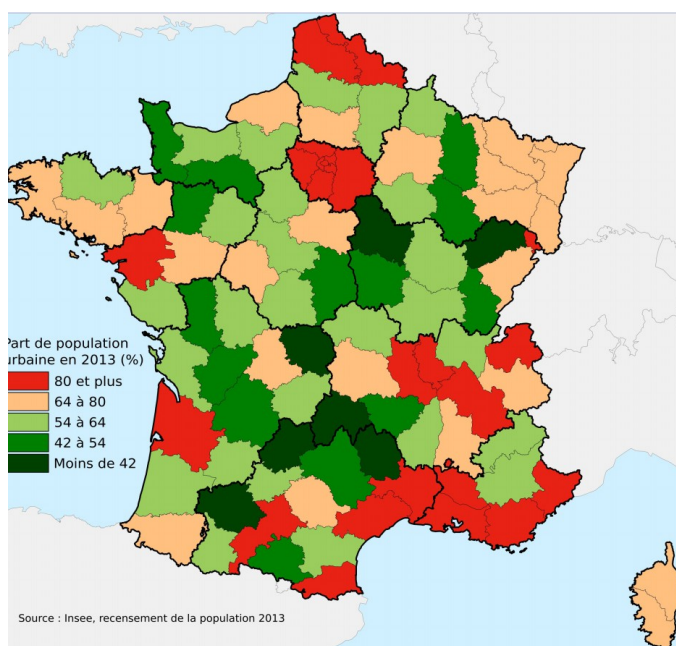 Part de population
urbaine en 2013 (%)
80 et plus
64 à 80
54 à 64
42 à 54
Moins de 42
Source : Insee, recensement de la population 2013